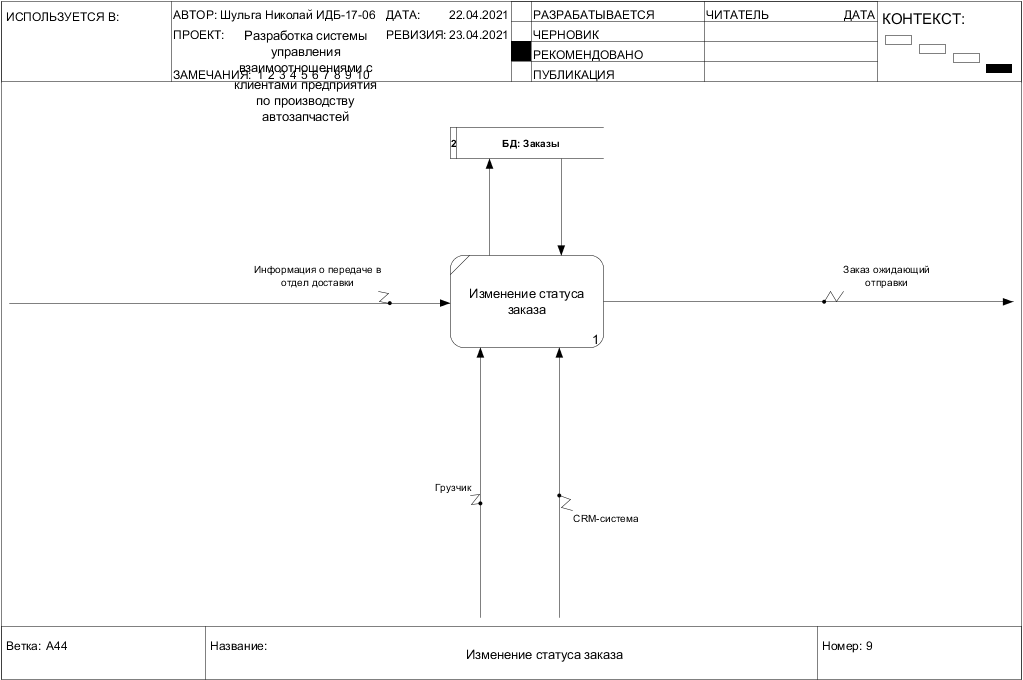 ИСПОЛЬЗУЕТСЯ В:
АВТОР: Шульга Николай ИДБ-17-06
ДАТА: 22.04.2021
ПРОЕКТ: Разработка системы
управления
взаимоотношениями с
клиентами предприятия
по производству
автозапчастей
РЕВИЗИЯ: 23.04.2021
ЗАМЕЧАНИЯ: 1 2 3 4 5 6 7 8 9 10
РАЗРАБАТЫВАЕТСЯ
ЧЕРНОВИК
РЕКОМЕНДОВАНО
ПУБЛИКАЦИЯ
ЧИТАТЕЛЬ ДАТА
КОНТЕКСТ:
2 БД: Заказы
Информация о передаче в
отдел доставки
Изменение статуса
заказа
1
Заказ ожидающий
отправки
Грузчик
CRM-система
Ветка: A44
Название:
Изменение статуса заказа
Номер: 9